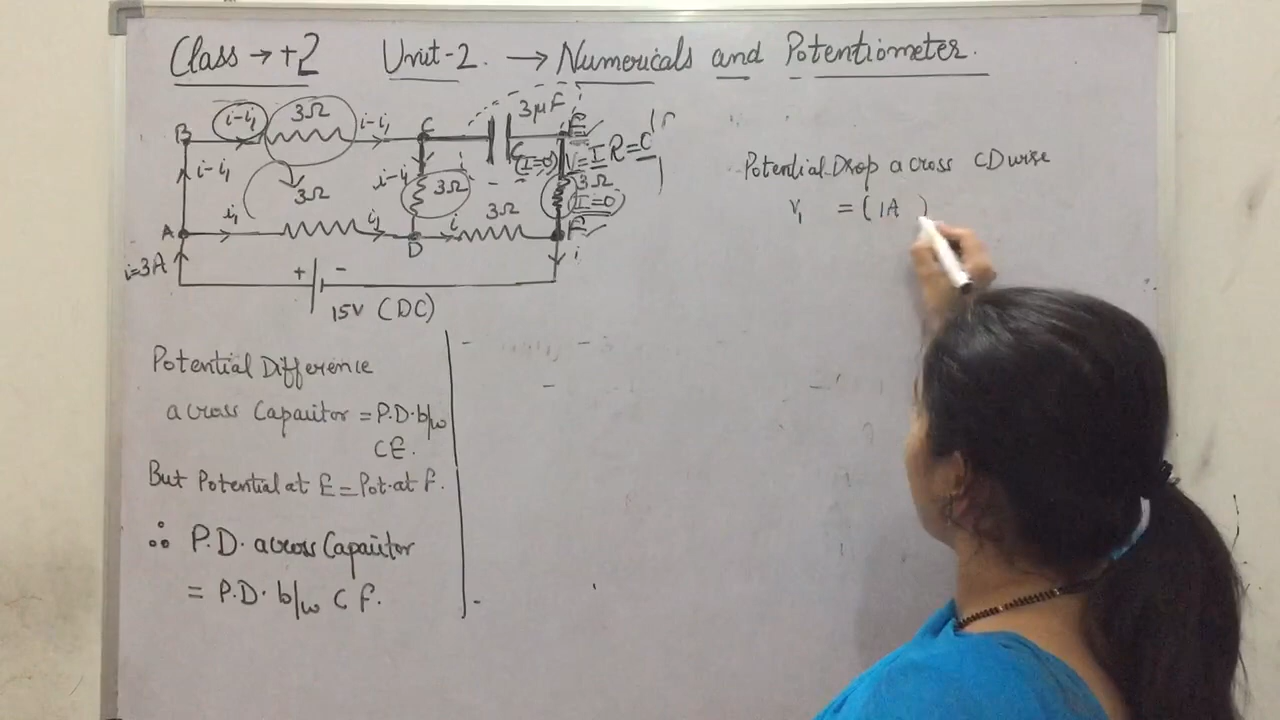 Class → +2 Unit-2. → Numericals and Potentiometer.
B i-i₁ 3Ω i-i₁ C 3μF E
(I=0) V=IR=0
i-i₁ 3Ω i-i₁ 3Ω 3Ω 3Ω I=0
A i₁ i₁ D i F
i=3A + - i
15V (DC)
Potential Drop across CD wise
V₁ = (1A )
Potential Difference
across Capacitor = P.D. b/w
CE.
But Potential at E = Pot. at F.
∴ P.D. across Capacitor
= P.D. b/w C F.